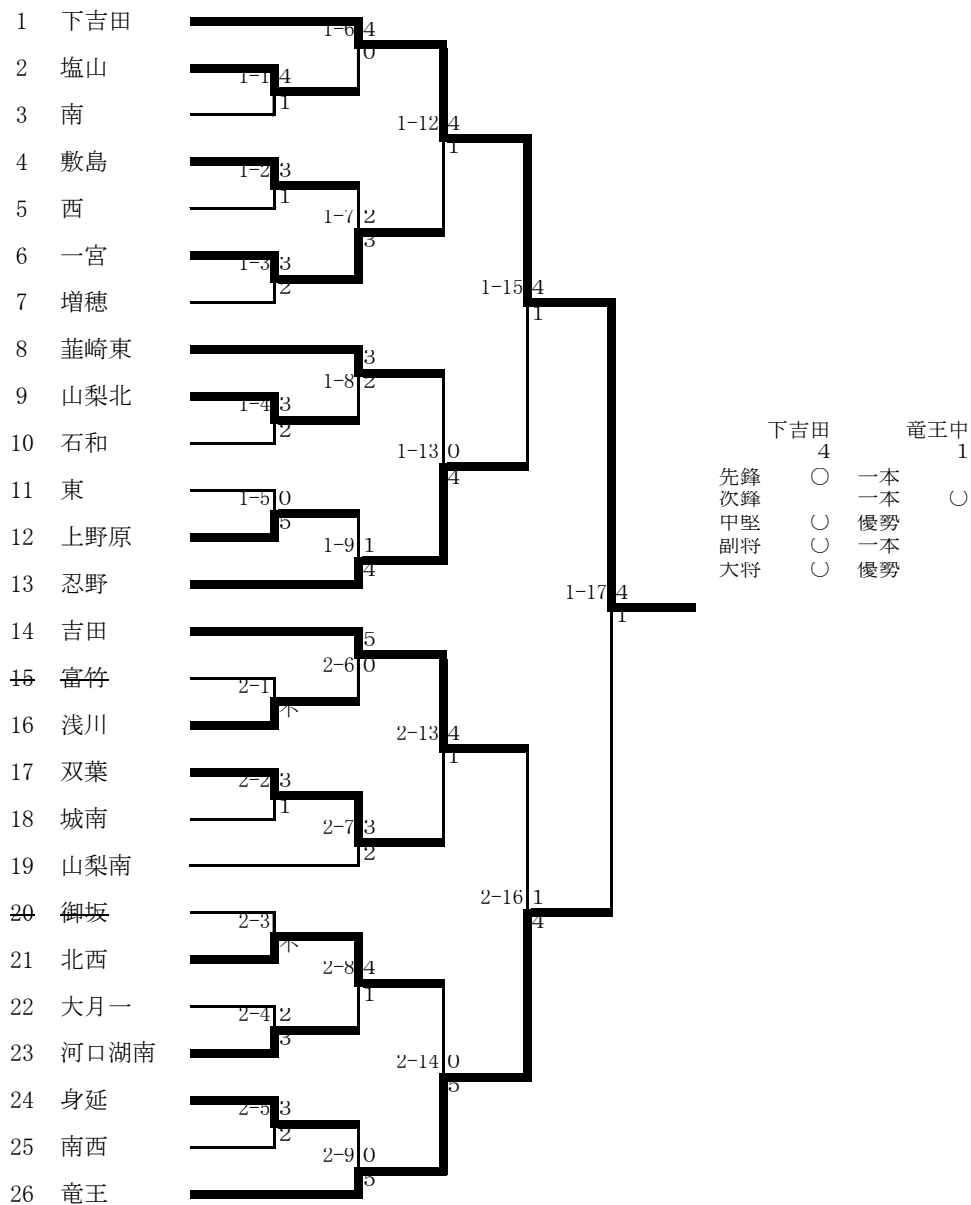 1 下吉田
1-6 4
0
2 塩山
1-1 4
1
3 南
1-12 4
1
4 敷島
1-2 3
1
5 西
1-7 2
3
6 一宮
1-3 3
2
7 増穂
1-15 4
1
8 韮崎東
3
1-8 2
9 山梨北
1-4 3
2
10 石和
1-13 0
4
11 東
1-5 0
5
12 上野原
1-9 1
4
13 忍野
1-17 4
1
14 吉田
5
2-6 0
15 富竹
2-1
不
16 浅川
2-13 4
1
17 双葉
2-2 3
1
18 城南
2-7 3
2
19 山梨南
2-16 1
4
20 御坂
2-3
不
21 北西
2-8 4
1
22 大月一
2-4 2
3
23 河口湖南
2-14 0
5
24 身延
2-5 3
2
25 南西
2-9 0
5
26 竜王
下吉田 竜王中
4 1
先鋒 ○ 一本
次鋒 一本 ○
中堅 ○ 優勢
副将 ○ 一本
大将 ○ 優勢